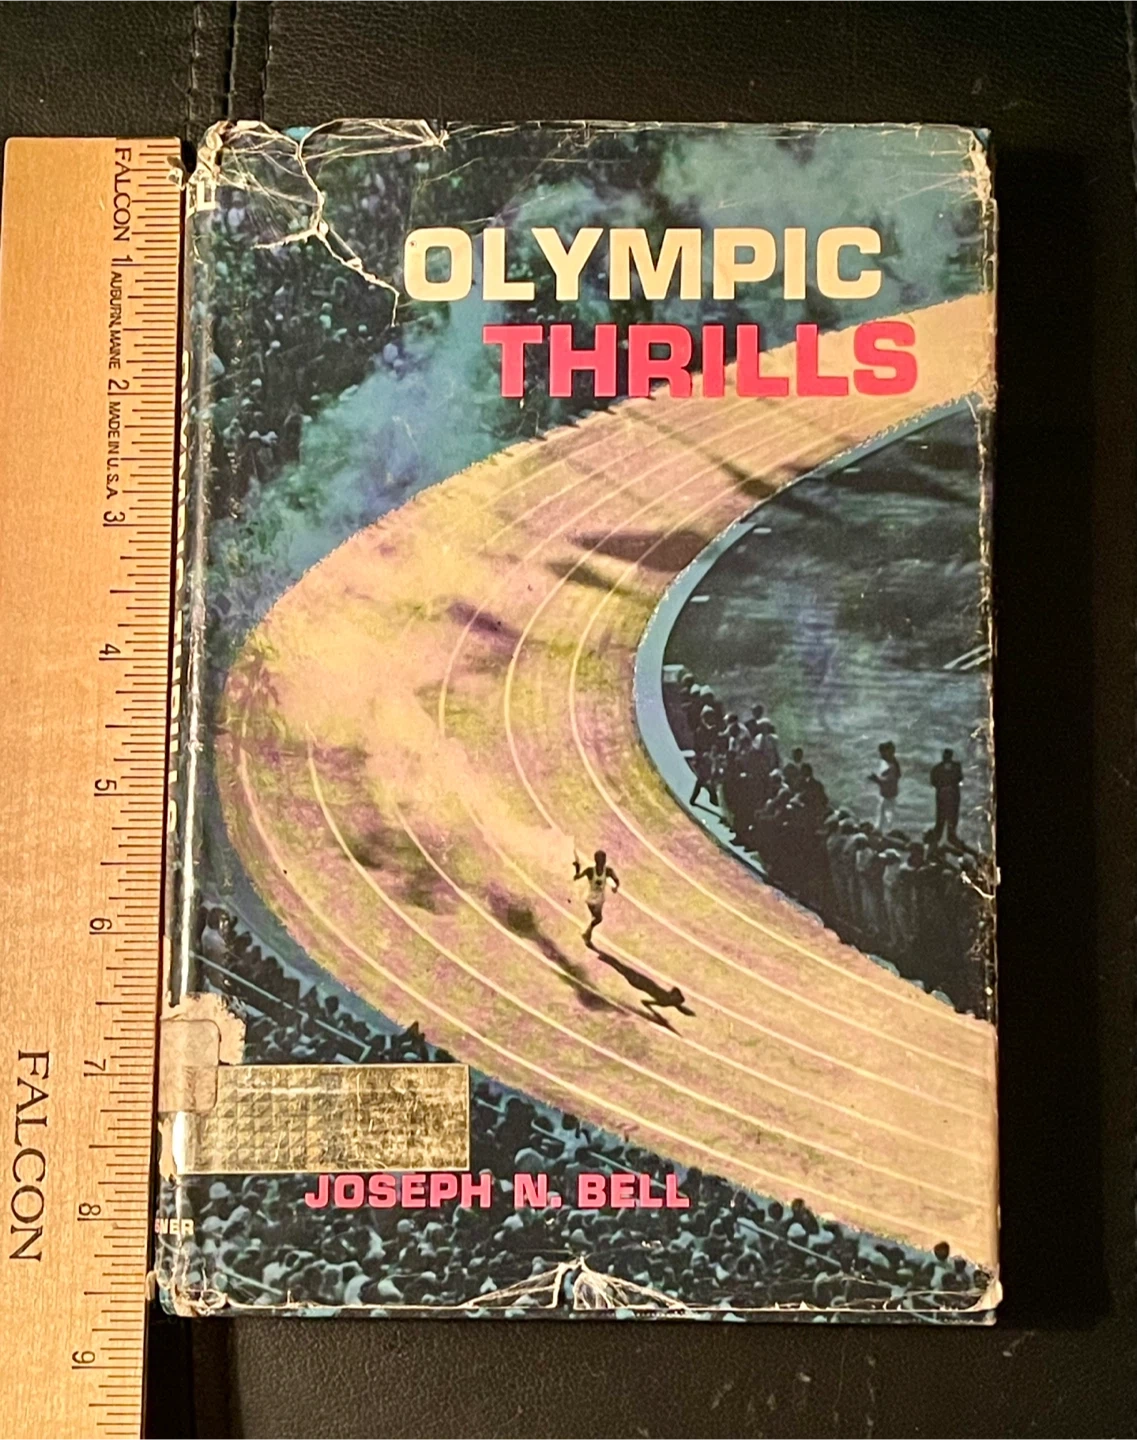 OLYMPIC
THRILLS
JOSEPH N. BELL
FALCON 1 AUBURN, MAINE 2 MADE IN U.S.A 3 4 5 6 7 8 9
FALCON